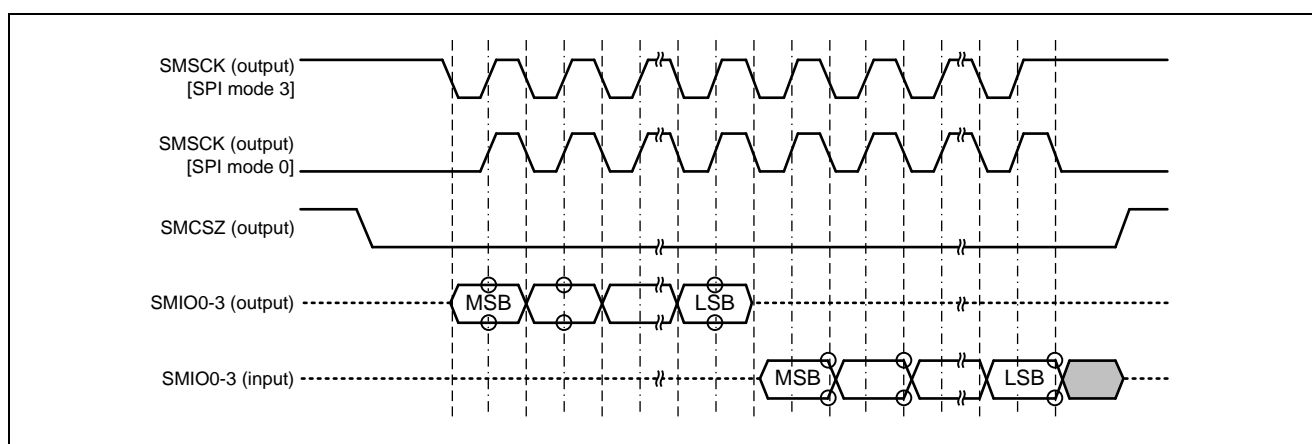 SMSCK (output)
[SPI mode 3]
SMSCK (output)
[SPI mode 0]
SMCSZ (output)
SMIO0-3 (output)
MSB
LSB
SMIO0-3 (input)
MSB
LSB